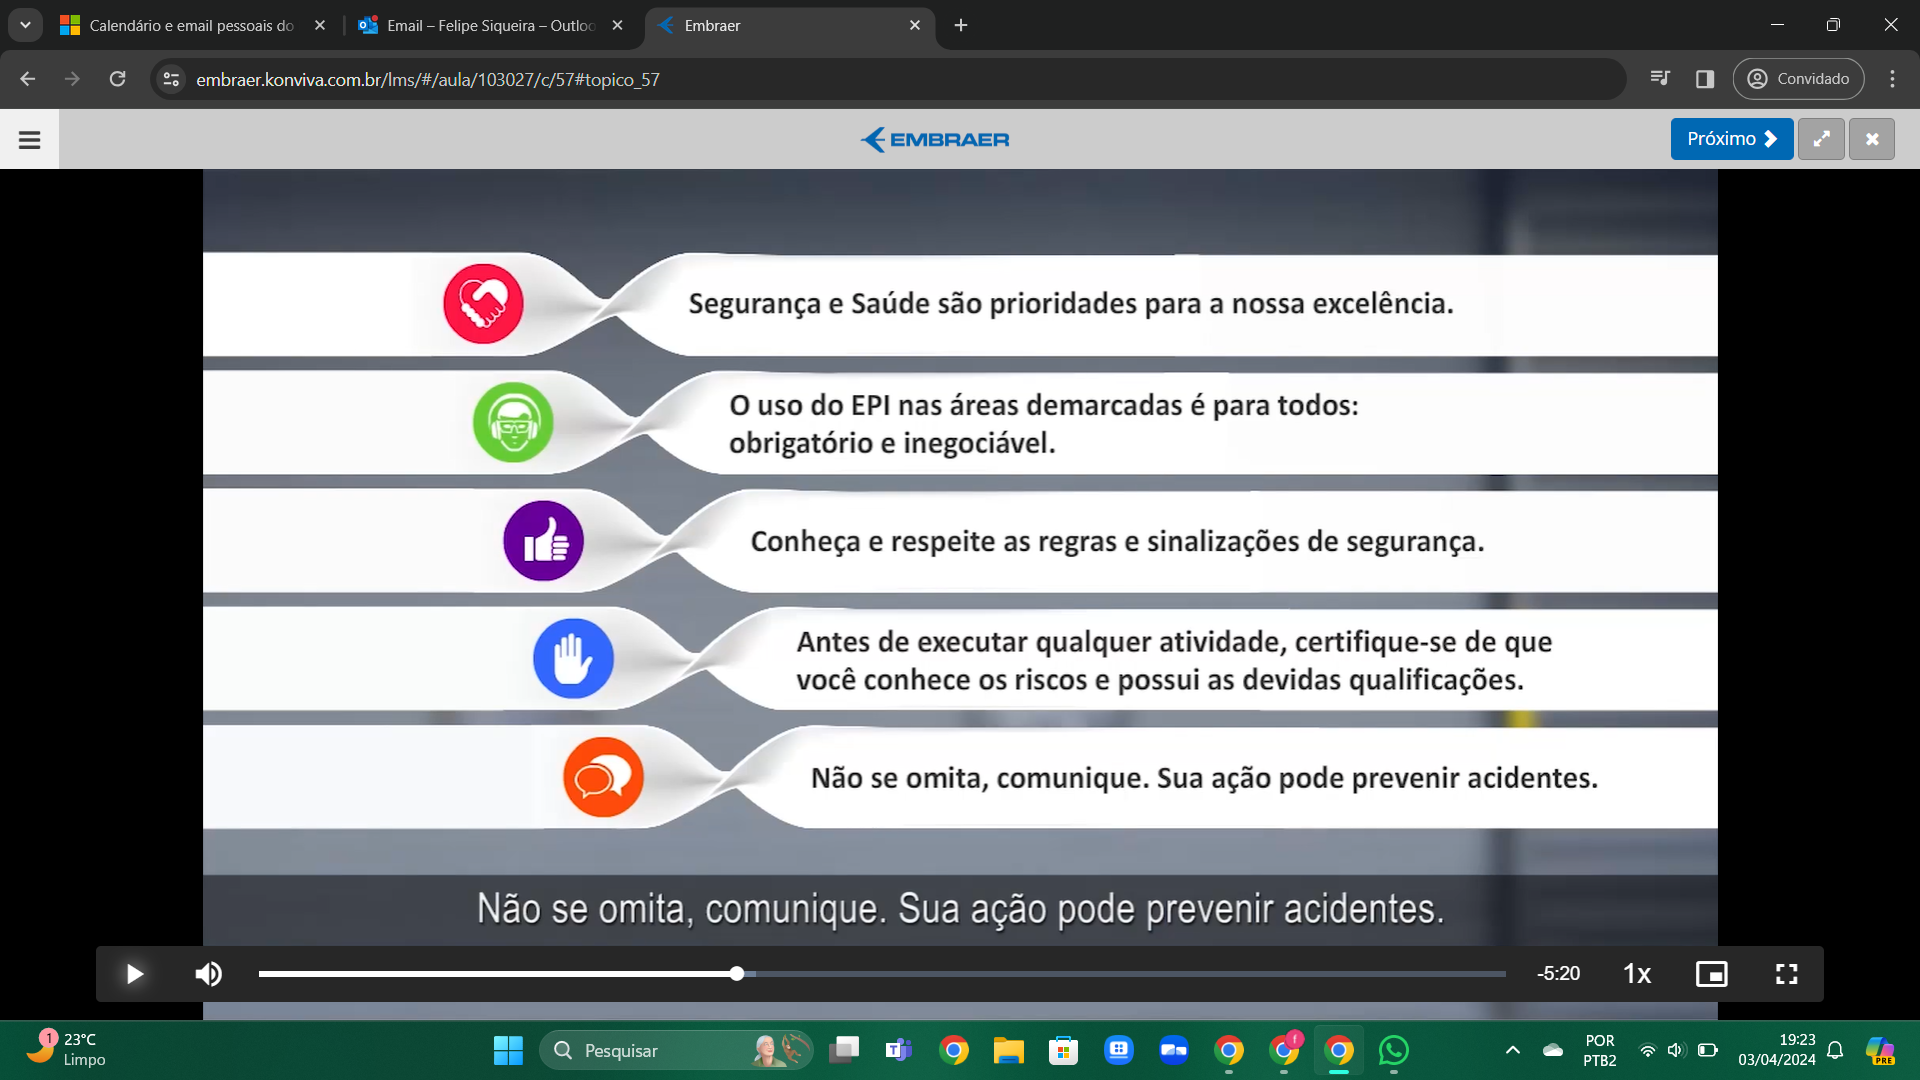 Calendário e email pessoais do
Email – Felipe Siqueira – Outloo
Embraer
embraer.konviva.com.br/lms/#/aula/103027/c/57#topico_57
Convidado
EMBRAER
Próximo
Segurança e Saúde são prioridades para a nossa excelência.
O uso do EPI nas áreas demarcadas é para todos:
obrigatório e inegociável.
Conheça e respeite as regras e sinalizações de segurança.
Antes de executar qualquer atividade, certifique-se de que
você conhece os riscos e possui as devidas qualificações.
Não se omita, comunique. Sua ação pode prevenir acidentes.
Não se omita, comunique. Sua ação pode prevenir acidentes.
-5:20
1x
1
23°C
Limpo
Pesquisar
f
POR
PTB2
19:23
03/04/2024
PRE